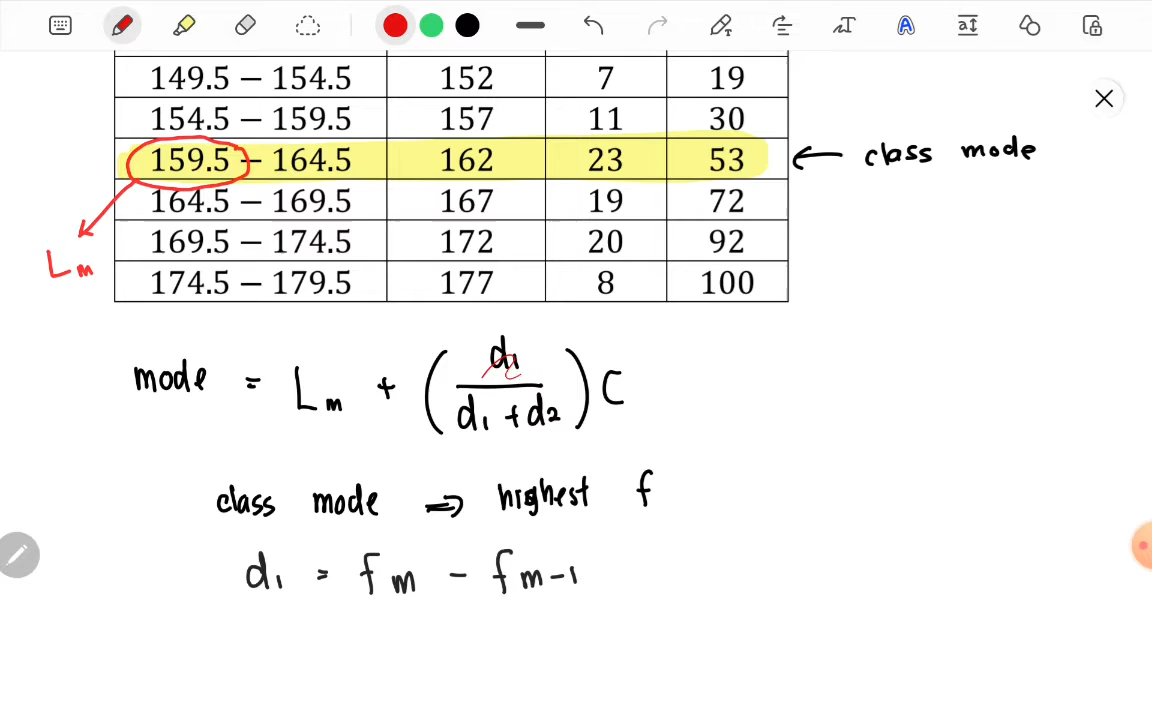 149.5 – 154.5 152 7 19
154.5 – 159.5 157 11 30
159.5 – 164.5 162 23 53 class mode
164.5 – 169.5 167 19 72
169.5 – 174.5 172 20 92
Lm
174.5 – 179.5 177 8 100
mode = Lm + (d1 / d1 + d2) C
class mode ⇒ highest f
d1 = fm - fm-1